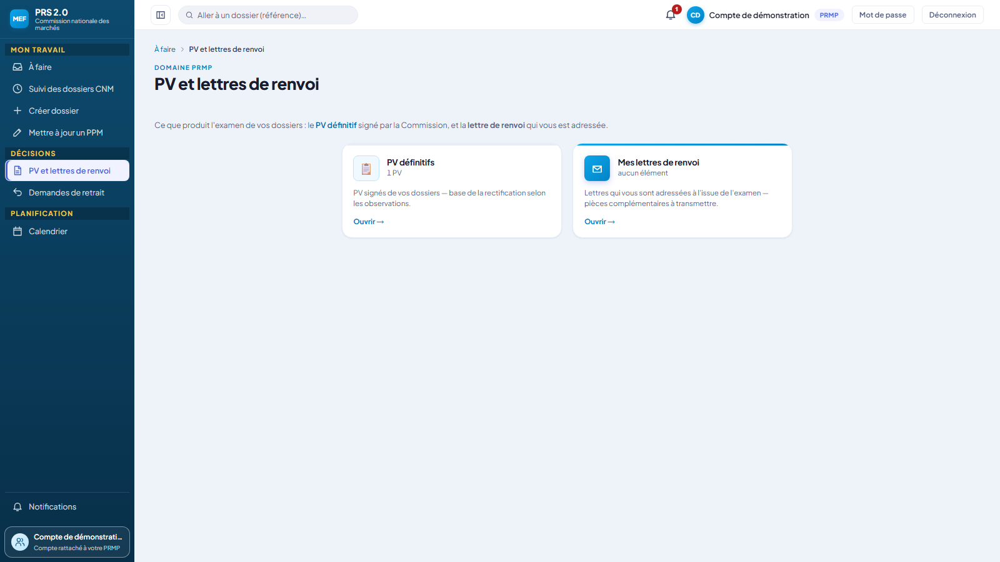 MEF
PRS 2.0
Commission nationale des
marchés
MON TRAVAIL
À faire
Suivi des dossiers CNM
Créer dossier
Mettre à jour un PPM
DÉCISIONS
PV et lettres de renvoi
Demandes de retrait
PLANIFICATION
Calendrier
Notifications
Compte de démonstrati...
Compte rattaché à votre PRMP
Aller à un dossier (référence)...
1
CD
Compte de démonstration
PRMP
Mot de passe
Déconnexion
À faire > PV et lettres de renvoi
DOMAINE PRMP
PV et lettres de renvoi
Ce que produit l'examen de vos dossiers : le PV définitif signé par la Commission, et la lettre de renvoi qui vous est adressée.
PV définitifs
1 PV
PV signés de vos dossiers — base de la rectification selon
les observations.
Ouvrir →
Mes lettres de renvoi
aucun élément
Lettres qui vous sont adressées à l'issue de l'examen —
pièces complémentaires à transmettre.
Ouvrir →